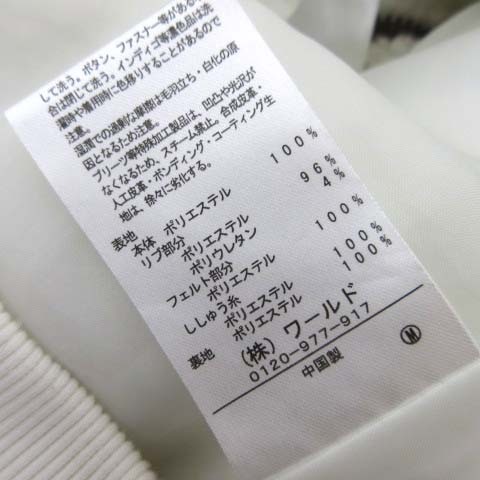 して洗う。ボタン、ファスナー等がある
合は閉じて洗う。インディゴ等濃色品は洗
濯時や着用時に色移りすることがあるので
注意。
湿潤での過剰な摩擦は毛羽立ち・白化の原
因となるため注意。
プリーツ等特殊加工製品は、凹凸や光沢が
なくなるため、スチーム禁止。合成皮革・
人工皮革・ボンディング・コーティング生
地は、徐々に劣化する。
表地
本体 ポリエステル 100%
リブ部分
ポリエステル 96%
ポリウレタン 4%
フェルト部分
ポリエステル 100%
ししゅう糸
ポリエステル 100%
裏地 ポリエステル 100%
(株) ワールド
0120-977-917
中国製 M